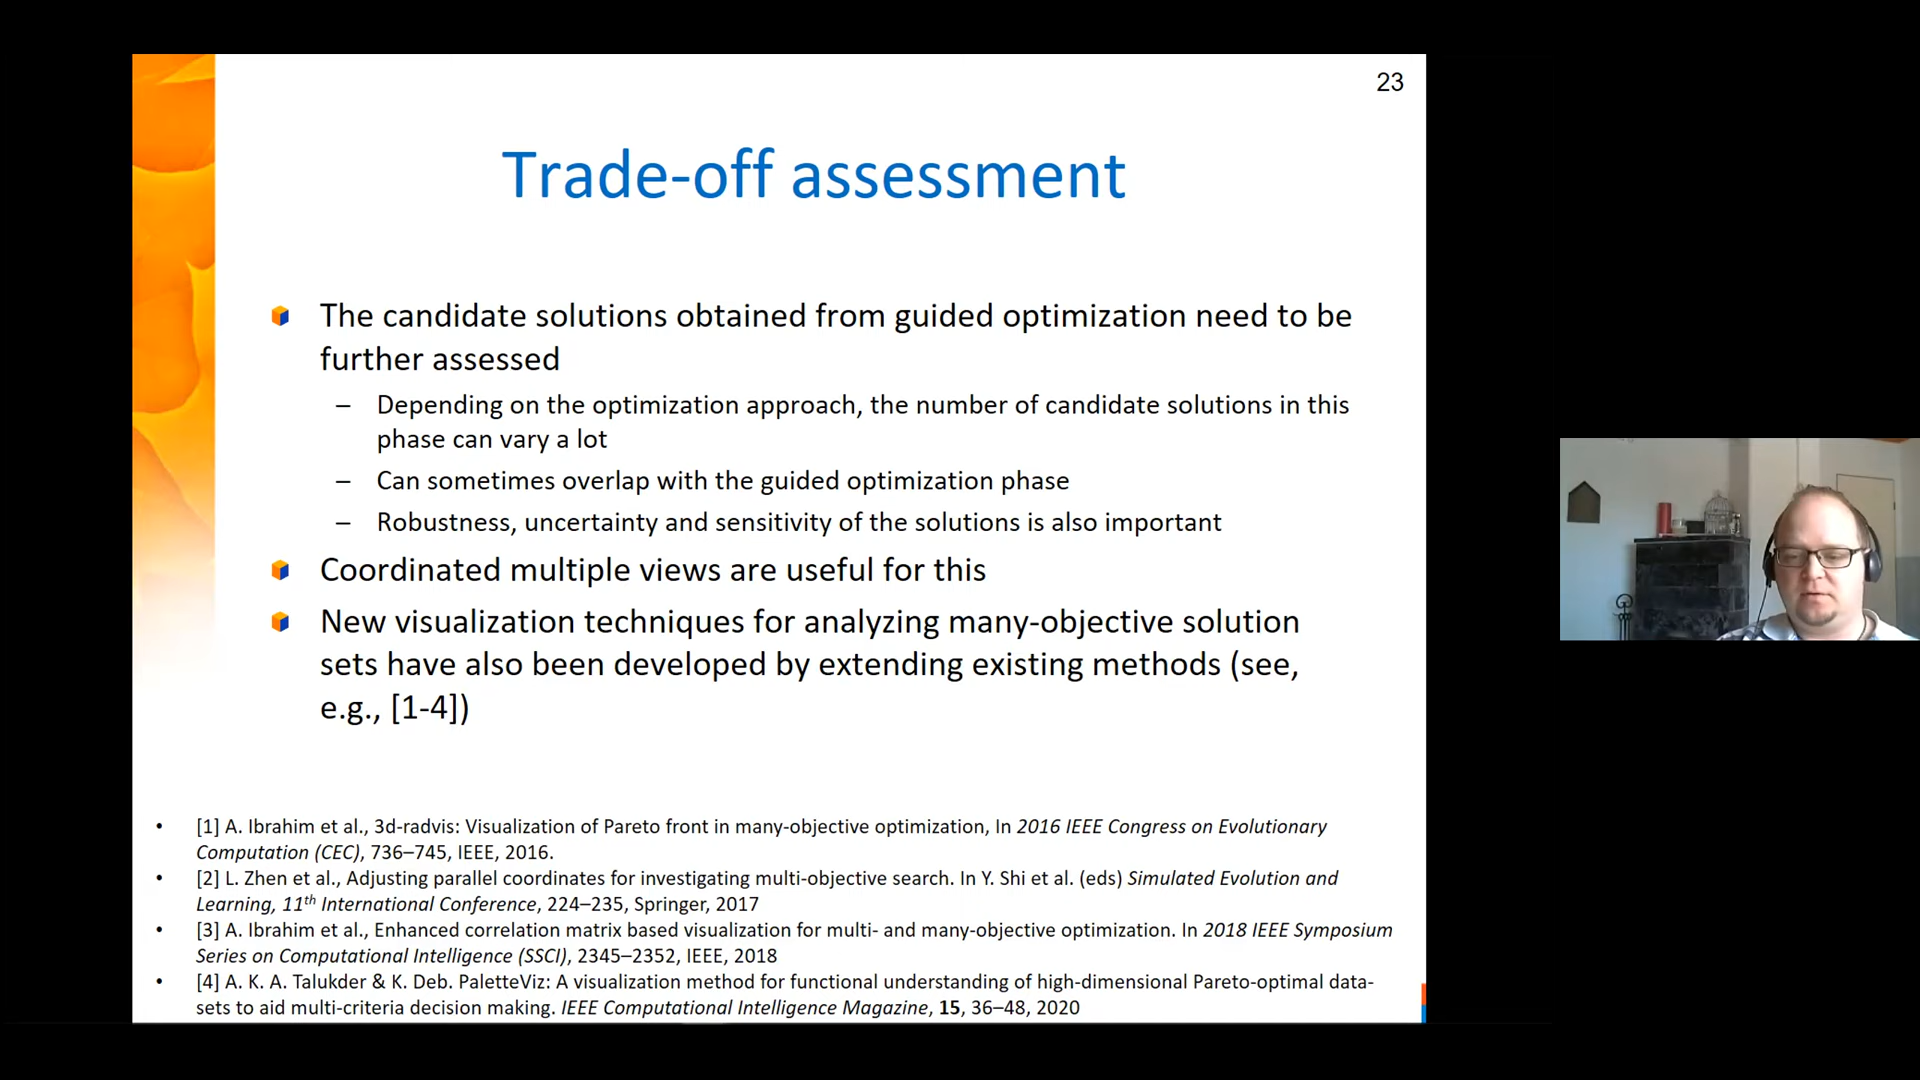 23
Trade-off assessment
The candidate solutions obtained from guided optimization need to be
further assessed
– Depending on the optimization approach, the number of candidate solutions in this
phase can vary a lot
– Can sometimes overlap with the guided optimization phase
– Robustness, uncertainty and sensitivity of the solutions is also important
Coordinated multiple views are useful for this
New visualization techniques for analyzing many-objective solution
sets have also been developed by extending existing methods (see,
e.g., [1-4])
• [1] A. Ibrahim et al., 3d-radvis: Visualization of Pareto front in many-objective optimization, In 2016 IEEE Congress on Evolutionary
Computation (CEC), 736–745, IEEE, 2016.
• [2] L. Zhen et al., Adjusting parallel coordinates for investigating multi-objective search. In Y. Shi et al. (eds) Simulated Evolution and
Learning, 11th International Conference, 224–235, Springer, 2017
• [3] A. Ibrahim et al., Enhanced correlation matrix based visualization for multi- and many-objective optimization. In 2018 IEEE Symposium
Series on Computational Intelligence (SSCI), 2345–2352, IEEE, 2018
• [4] A. K. A. Talukder & K. Deb. PaletteViz: A visualization method for functional understanding of high-dimensional Pareto-optimal data-
sets to aid multi-criteria decision making. IEEE Computational Intelligence Magazine, 15, 36–48, 2020